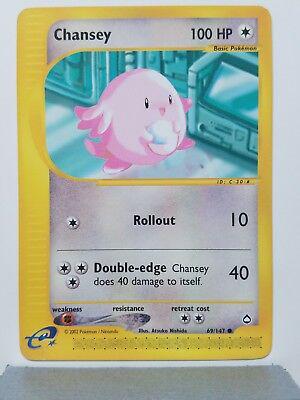 Chansey 100 HP
Basic Pokémon
ID: C-30-#
Rollout 10
Double-edge Chansey
does 40 damage to itself. 40
weakness resistance retreat cost
e
© 2002 Pokémon / Nintendo Illus. Atsuko Nishida 69/147